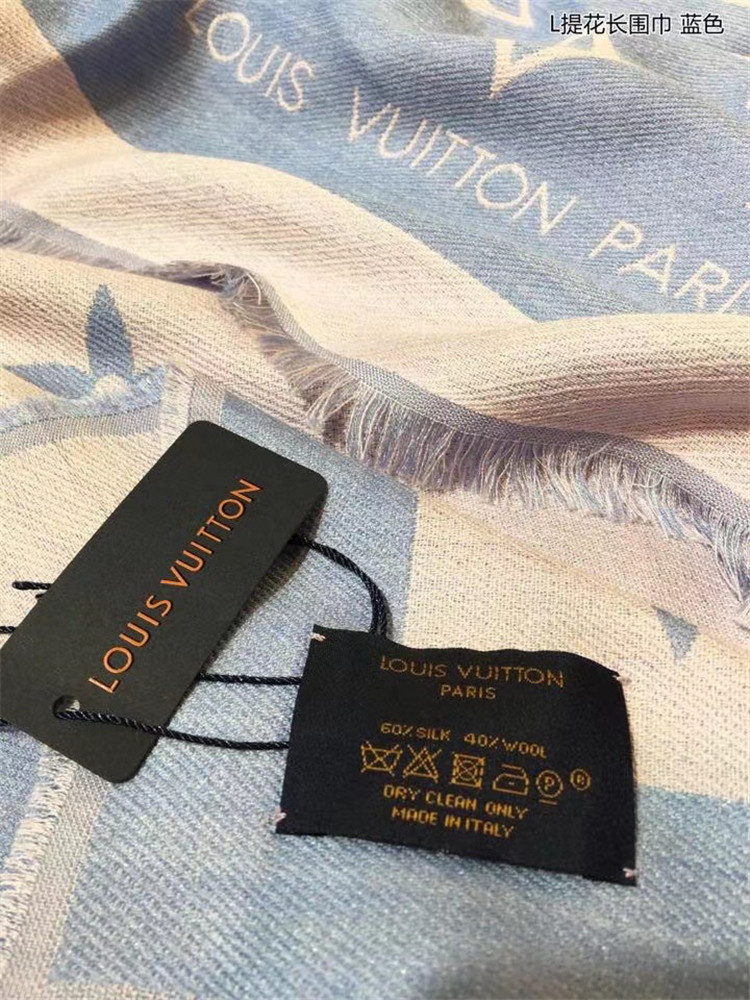 L提花长围巾 蓝色
LOUIS VUITTON PARI
LOUIS VUITTON
LOUIS VUITTON
PARIS
60%SILK 40%WOOL
P ®
DRY CLEAN ONLY
MADE IN ITALY